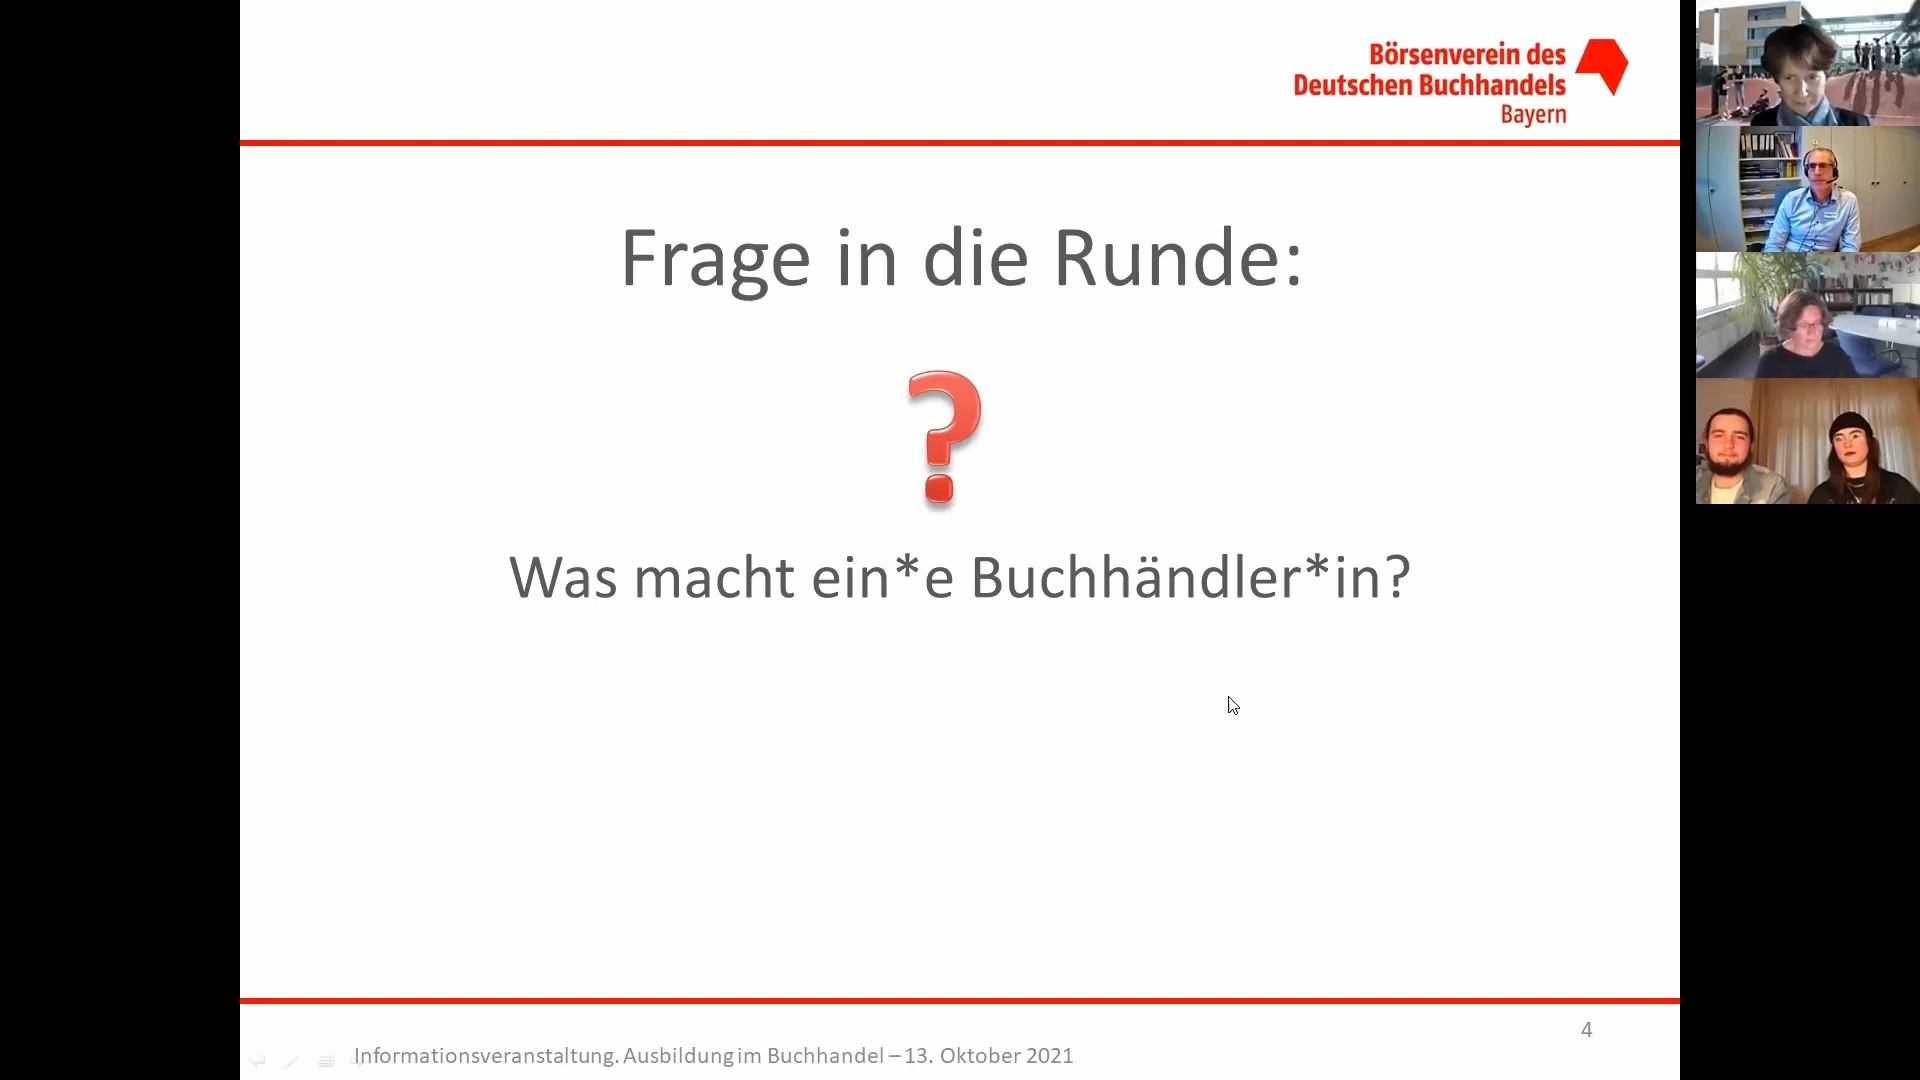 Börsenverein des
Deutschen Buchhandels
Bayern
Frage in die Runde:
?
Was macht ein*e Buchhändler*in?
4
Informationsveranstaltung. Ausbildung im Buchhandel – 13. Oktober 2021